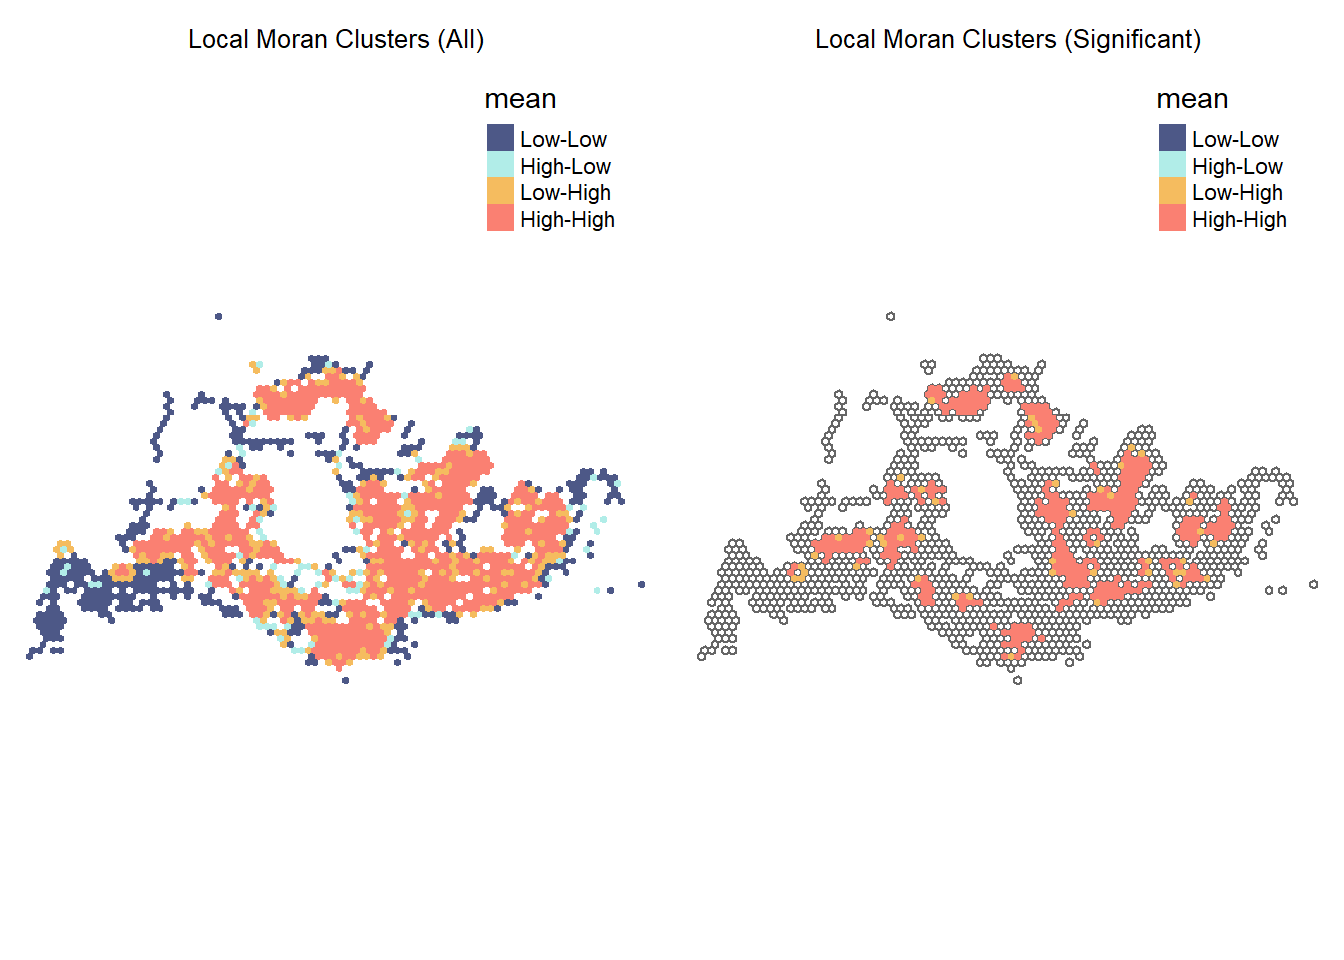 Local Moran Clusters (All)
mean
Low-Low
High-Low
Low-High
High-High
Local Moran Clusters (Significant)
mean
Low-Low
High-Low
Low-High
High-High